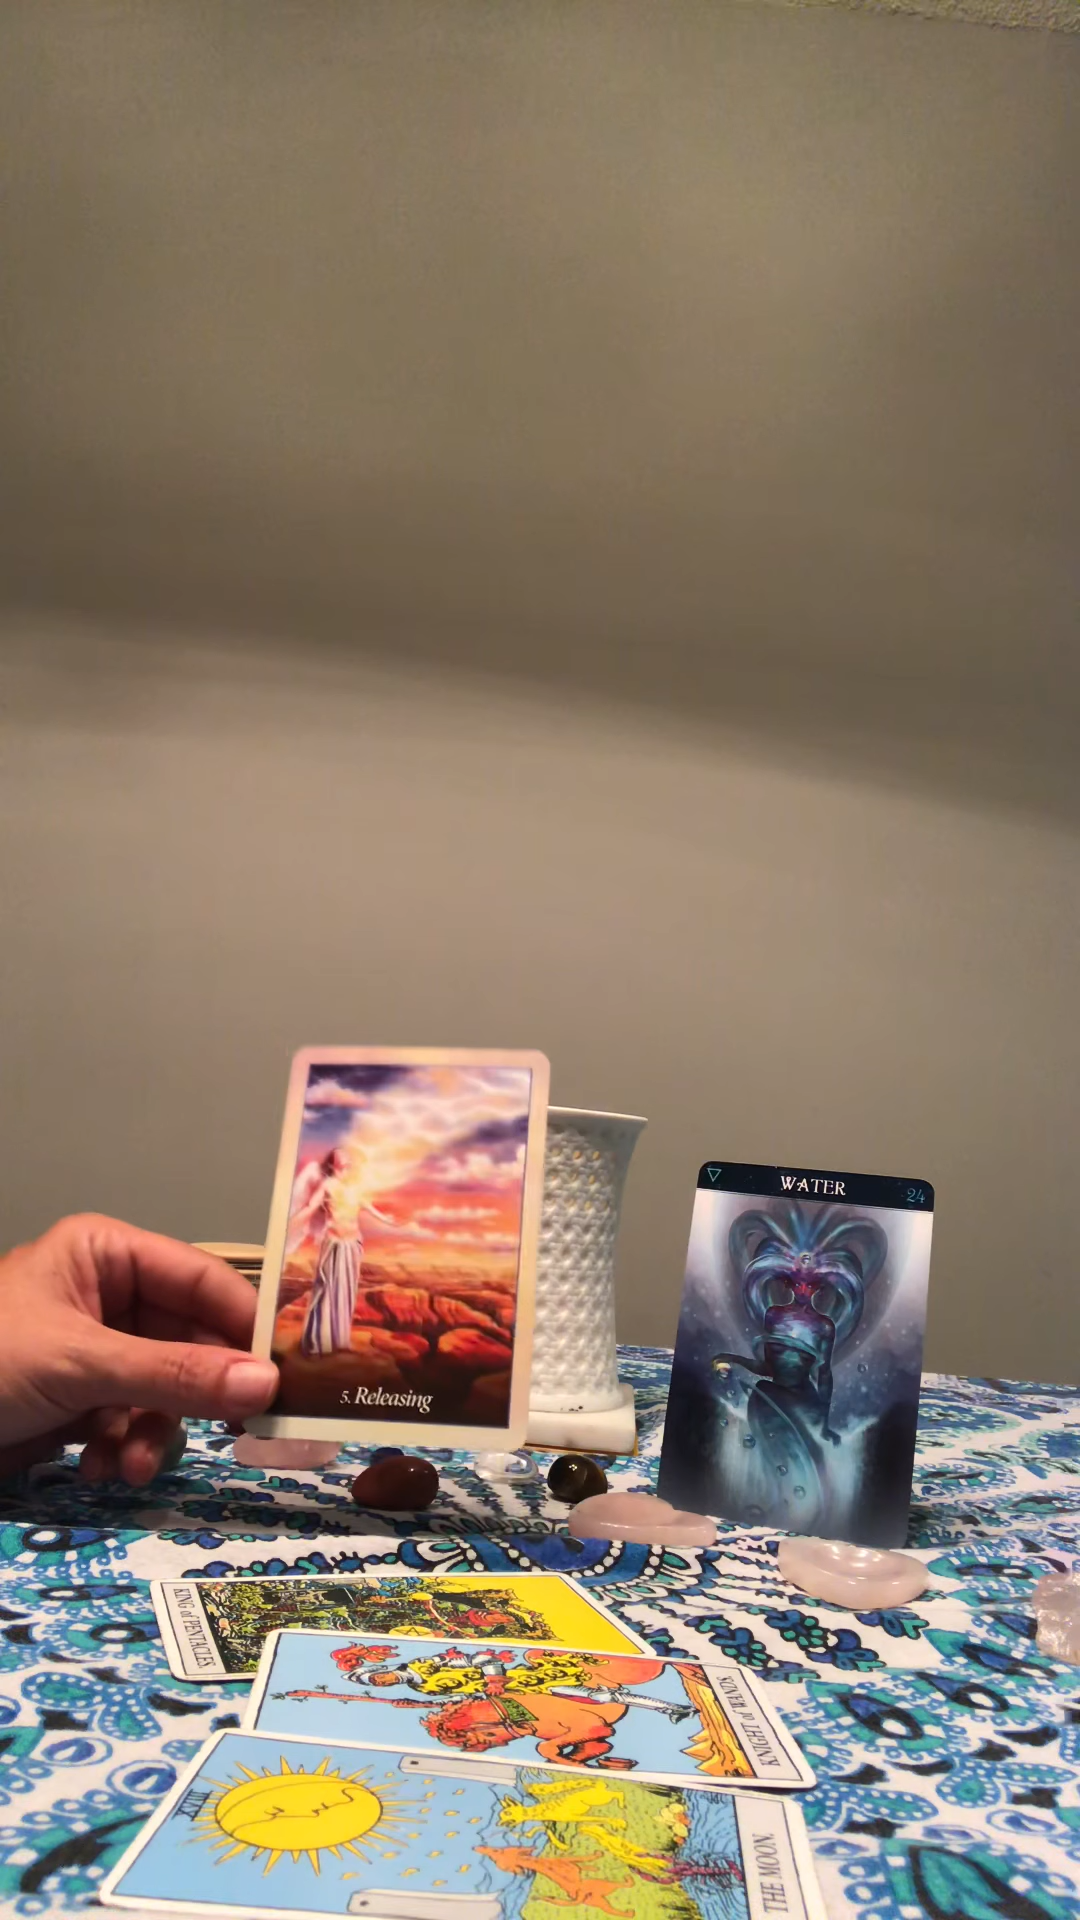 5. Releasing
WATER
24
KING of PENTACLES.
KNIGHT of WANDS.
XVIII
THE MOON.